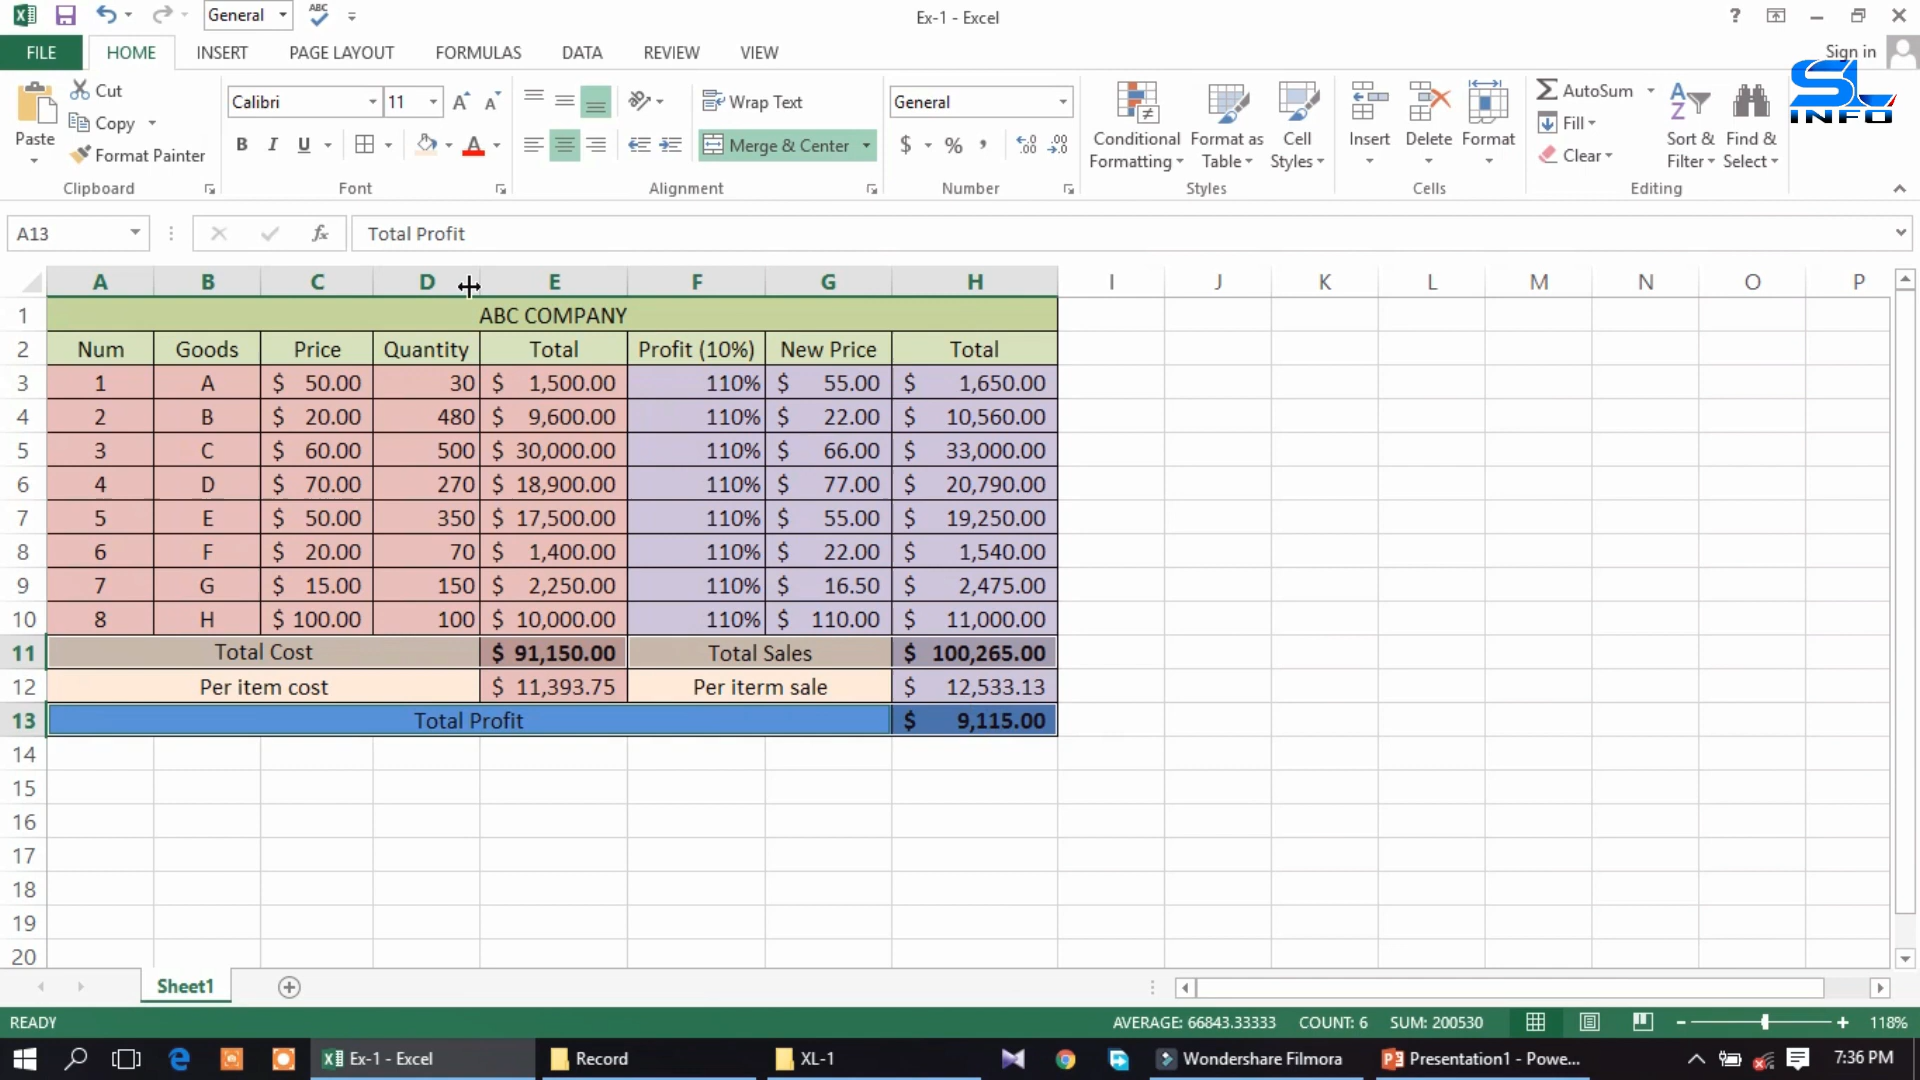 General
ABC
Ex-1 - Excel
?
FILE HOME INSERT PAGE LAYOUT FORMULAS DATA REVIEW VIEW
Sign in
SL INFO
Paste
Cut
Copy
Format Painter
Clipboard
Calibri 11
B I U
Font
Wrap Text
Merge & Center
Alignment
General
$ % ,
Number
Conditional Formatting
Format as Table
Cell Styles
Styles
Insert
Delete
Format
Cells
AutoSum
Fill
Clear
Sort & Filter
Find & Select
Editing
A13
fx
Total Profit
A B C D E F G H I J K L M N O P
1 ABC COMPANY
2 Num Goods Price Quantity Total Profit (10%) New Price Total
3 1 A $ 50.00 30 $ 1,500.00 110% $ 55.00 $ 1,650.00
4 2 B $ 20.00 480 $ 9,600.00 110% $ 22.00 $ 10,560.00
5 3 C $ 60.00 500 $ 30,000.00 110% $ 66.00 $ 33,000.00
6 4 D $ 70.00 270 $ 18,900.00 110% $ 77.00 $ 20,790.00
7 5 E $ 50.00 350 $ 17,500.00 110% $ 55.00 $ 19,250.00
8 6 F $ 20.00 70 $ 1,400.00 110% $ 22.00 $ 1,540.00
9 7 G $ 15.00 150 $ 2,250.00 110% $ 16.50 $ 2,475.00
10 8 H $ 100.00 100 $ 10,000.00 110% $ 110.00 $ 11,000.00
11 Total Cost $ 91,150.00 Total Sales $ 100,265.00
12 Per item cost $ 11,393.75 Per iterm sale $ 12,533.13
13 Total Profit $ 9,115.00
14
15
16
17
18
19
20
Sheet1
READY
AVERAGE: 66843.33333 COUNT: 6 SUM: 200530
118%
Ex-1 - Excel
Record
XL-1
Wondershare Filmora
Presentation1 - Powe...
7:36 PM